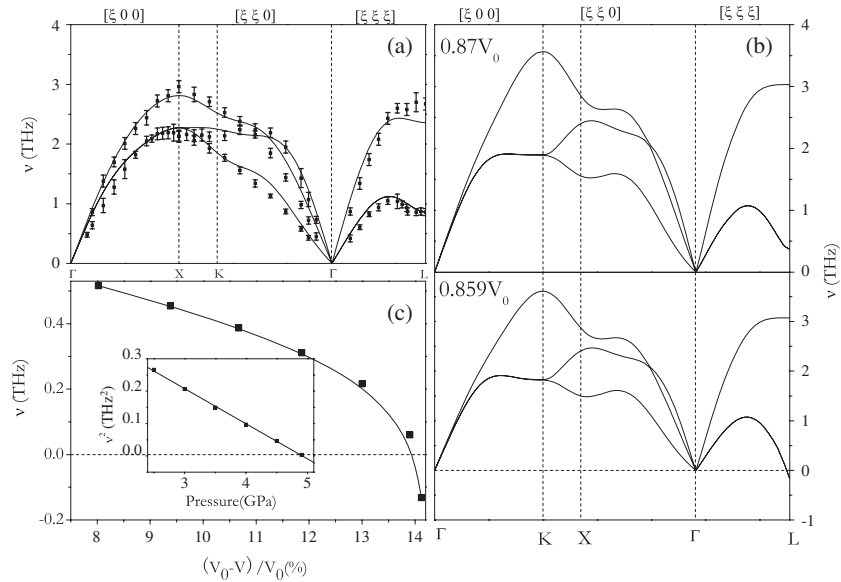 [ξ 0 0] [ξ ξ 0] [ξ ξ ξ]
(a)
ν (THz)
4
3
2
1
0
Γ X K Γ L
[ξ 0 0] [ξ ξ 0] [ξ ξ ξ]
0.87V0
(b)
4
3
2
1
0
ν (THz)
0.859V0
3
2
1
0
-1
Γ K X Γ L
(c)
ν (THz)
0.4
0.2
0.0
-0.2
7.5 8 9 10 11 12 13 14
(V0-V)/V0(%)
ν2 (THz2)
0.3
0.2
0.1
0.0
3 4 5
Pressure(GPa)